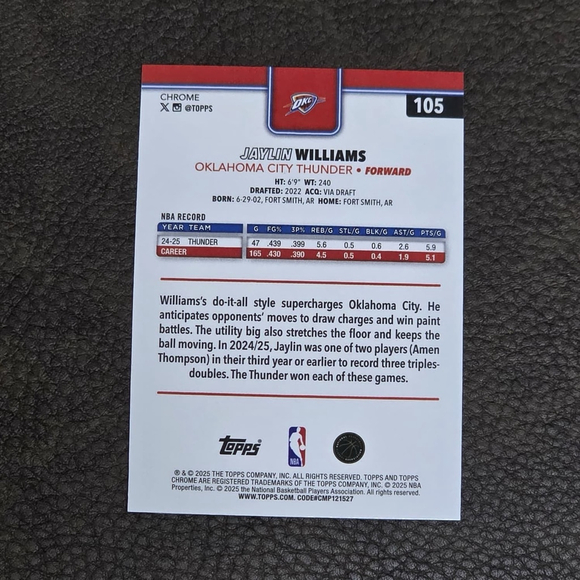 CHROME
X @TOPPS
OKC
105
JAYLIN WILLIAMS
OKLAHOMA CITY THUNDER • FORWARD
HT: 6'9" WT: 240
DRAFTED: 2022 ACQ: VIA DRAFT
BORN: 6-29-02, FORT SMITH, AR HOME: FORT SMITH, AR
NBA RECORD
YEAR TEAM G FG% 3P% REB/G STL/G BLK/G AST/G PTS/G
24-25 THUNDER 47 .439 .399 5.6 0.5 0.6 2.6 5.9
CAREER 165 .430 .390 4.5 0.5 0.4 1.9 5.1
Williams's do-it-all style supercharges Oklahoma City. He
anticipates opponents' moves to draw charges and win paint
battles. The utility big also stretches the floor and keeps the
ball moving. In 2024/25, Jaylin was one of two players (Amen
Thompson) in their third year or earlier to record three triples-
doubles. The Thunder won each of these games.
Topps
NBA
® & © 2025 THE TOPPS COMPANY, INC. ALL RIGHTS RESERVED. TOPPS AND TOPPS
CHROME ARE REGISTERED TRADEMARKS OF THE TOPPS COMPANY, INC. © 2025 NBA
Properties, Inc. © 2025 the National Basketball Players Association. All rights reserved.
WWW.TOPPS.COM. CODE#CMP121527